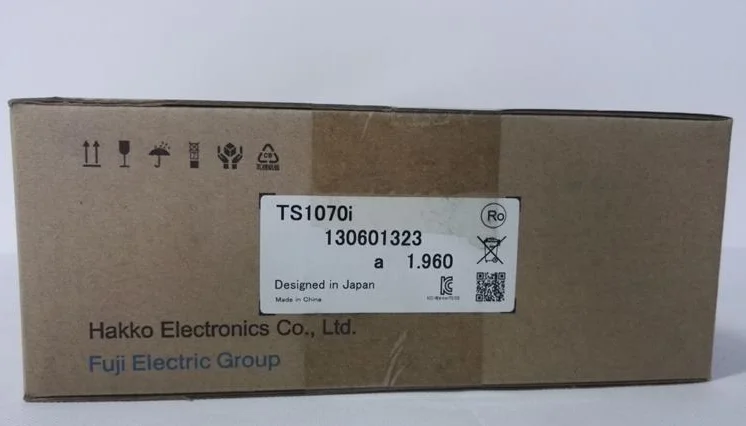 TS1070i
Ro
130601323
a 1.960
Designed in Japan
Made in China
Hakko Electronics Co., Ltd.
Fuji Electric Group